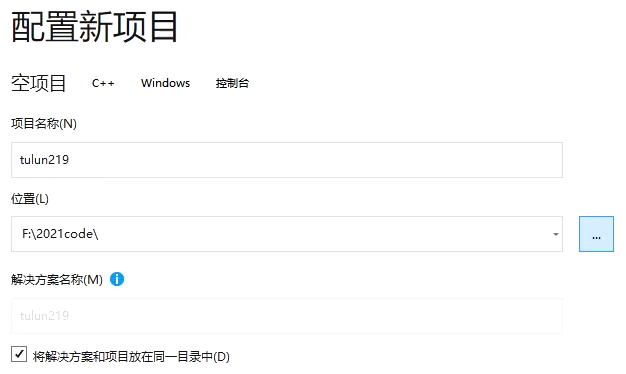 配置新项目
空项目 C++ Windows 控制台
项目名称(N)
tulun219
位置(L)
F:\2021code\
...
解决方案名称(M)
tulun219
将解决方案和项目放在同一目录中(D)